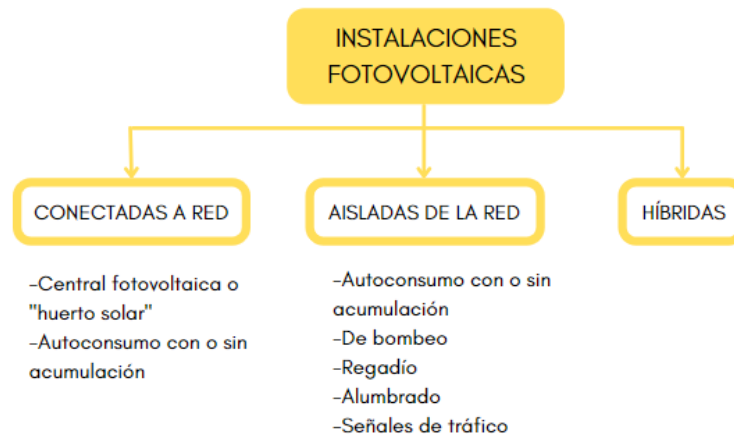 INSTALACIONES
FOTOVOLTAICAS
CONECTADAS A RED
AISLADAS DE LA RED
HÍBRIDAS
-Central fotovoltaica o
"huerto solar"
-Autoconsumo con o sin
acumulación
-Autoconsumo con o sin
acumulación
-De bombeo
-Regadío
-Alumbrado
-Señales de tráfico